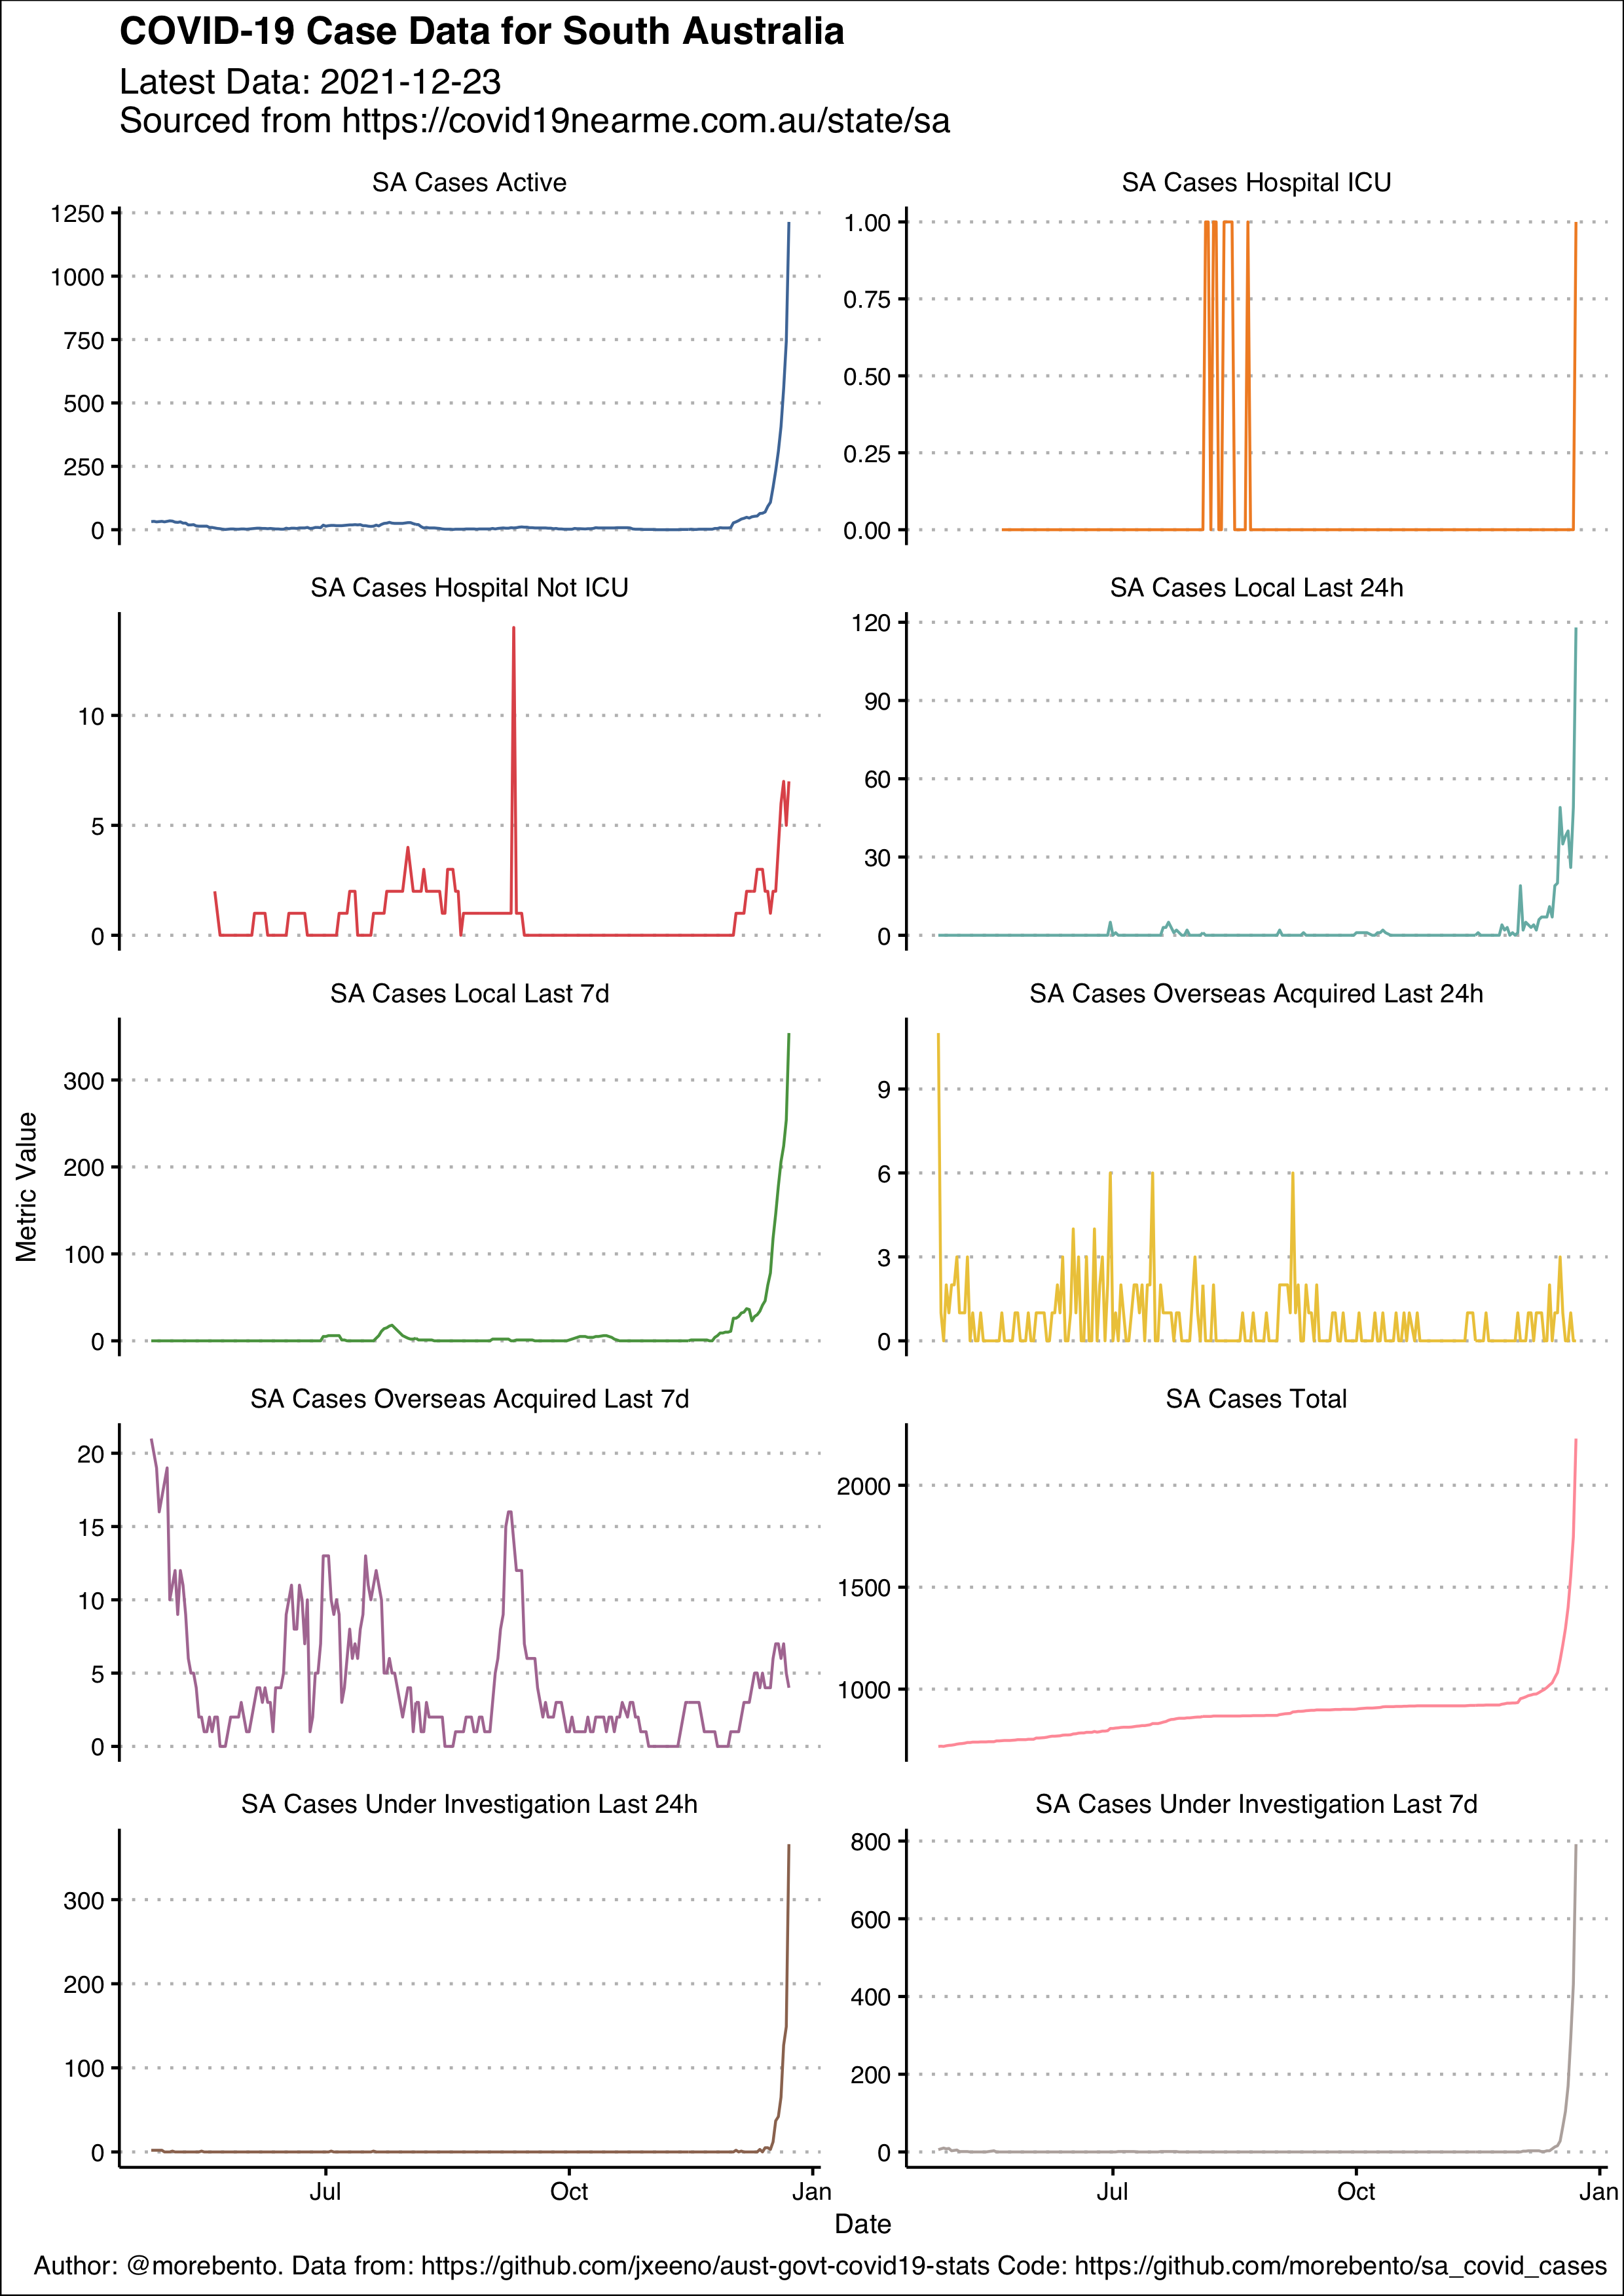 COVID-19 Case Data for South Australia
Latest Data: 2021-12-23
Sourced from https://covid19nearme.com.au/state/sa
SA Cases Active
1250
1000
750
500
250
0
SA Cases Hospital ICU
1.00
0.75
0.50
0.25
0.00
SA Cases Hospital Not ICU
10
5
0
SA Cases Local Last 24h
120
90
60
30
0
Metric Value
SA Cases Local Last 7d
300
200
100
0
SA Cases Overseas Acquired Last 24h
9
6
3
0
SA Cases Overseas Acquired Last 7d
20
15
10
5
0
SA Cases Total
2000
1500
1000
SA Cases Under Investigation Last 24h
300
200
100
0
Jul
Oct
Jan
SA Cases Under Investigation Last 7d
800
600
400
200
0
Jul
Oct
Jan
Date
Author: @morebento. Data from: https://github.com/jxeeno/aust-govt-covid19-stats Code: https://github.com/morebento/sa_covid_cases